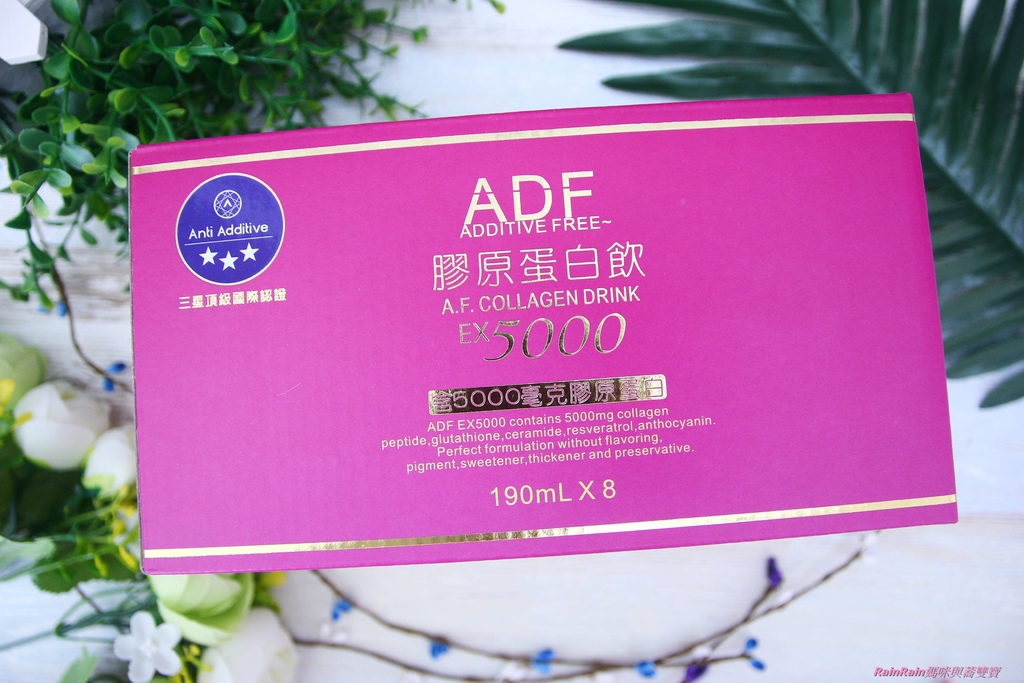 Anti Additive
三星頂級國際認證
ADF
ADDITIVE FREE~
膠原蛋白飲
A.F. COLLAGEN DRINK
EX5000
含5000毫克膠原蛋白
ADF EX5000 contains 5000mg collagen
peptide,glutathione,ceramide,resveratrol,anthocyanin.
Perfect formulation without flavoring,
pigment,sweetener,thickener and preservative.
190mL X 8
RainRain媽咪與蕎雙寶